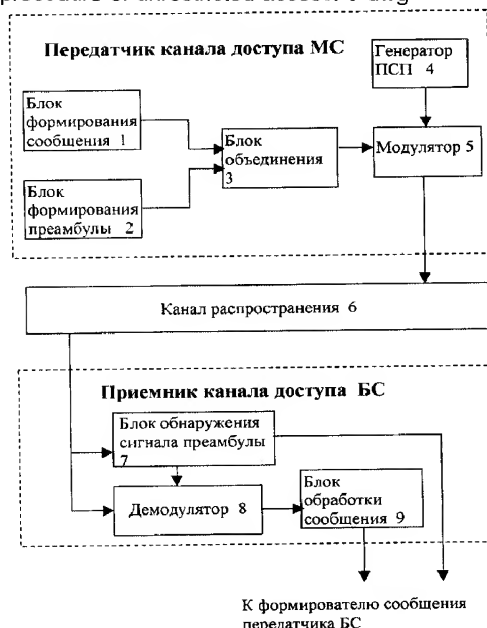 Передатчик канала доступа МС
Генератор
ПСП 4
Блок
формирования
сообщения 1
Блок
объединения
3
Модулятор 5
Блок
формирования
преамбулы 2
Канал распространения 6
Приемник канала доступа БС
Блок обнаружения
сигнала преамбулы
7
Демодулятор 8
Блок
обработки
сообщения 9
К формирователю сообщения
передатчика БС